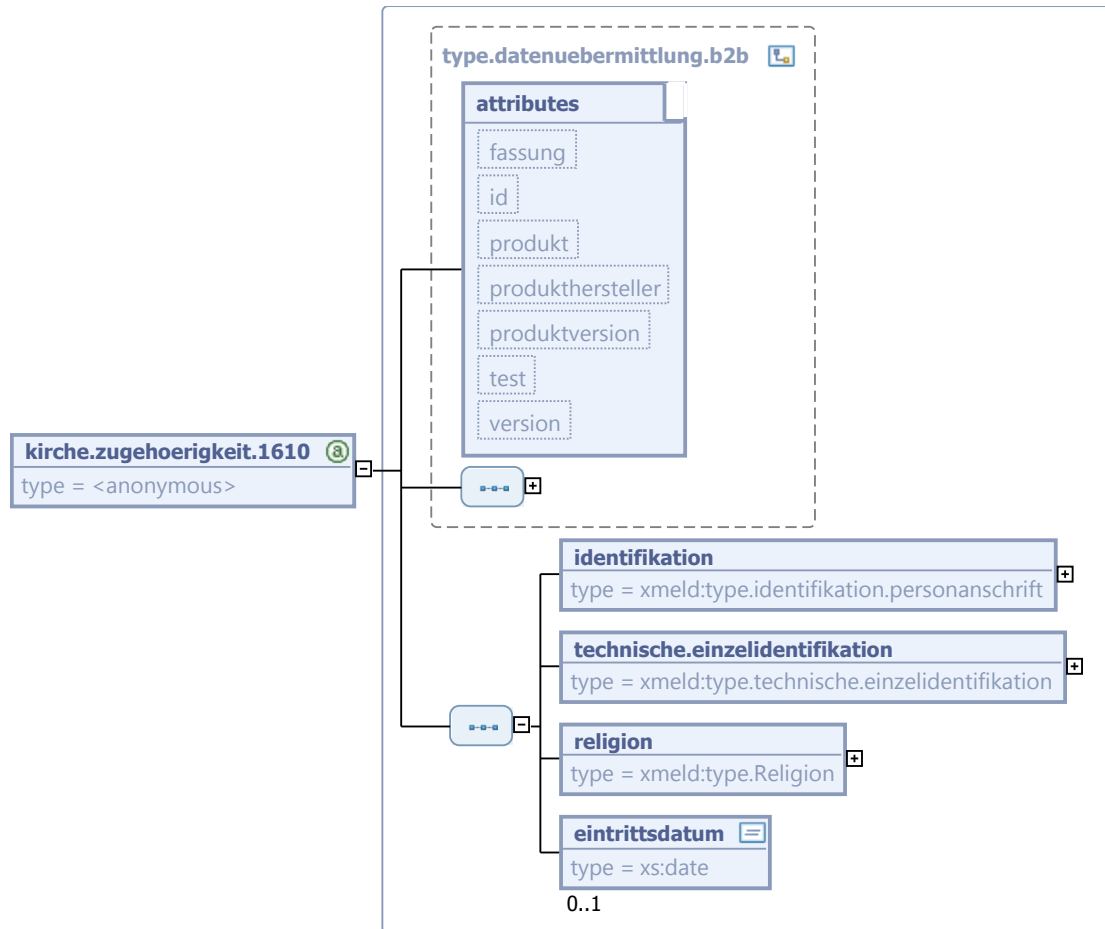 type.datenuebermittlung.b2b
attributes
fassung
id
produkt
produkthersteller
produktversion
test
version
kirche.zugehoerigkeit.1610
type = <anonymous>
identifikation
type = xmeld:type.identifikation.personanschrift
technische.einzelidentifikation
type = xmeld:type.technische.einzelidentifikation
religion
type = xmeld:type.Religion
eintrittsdatum
type = xs:date
0..1